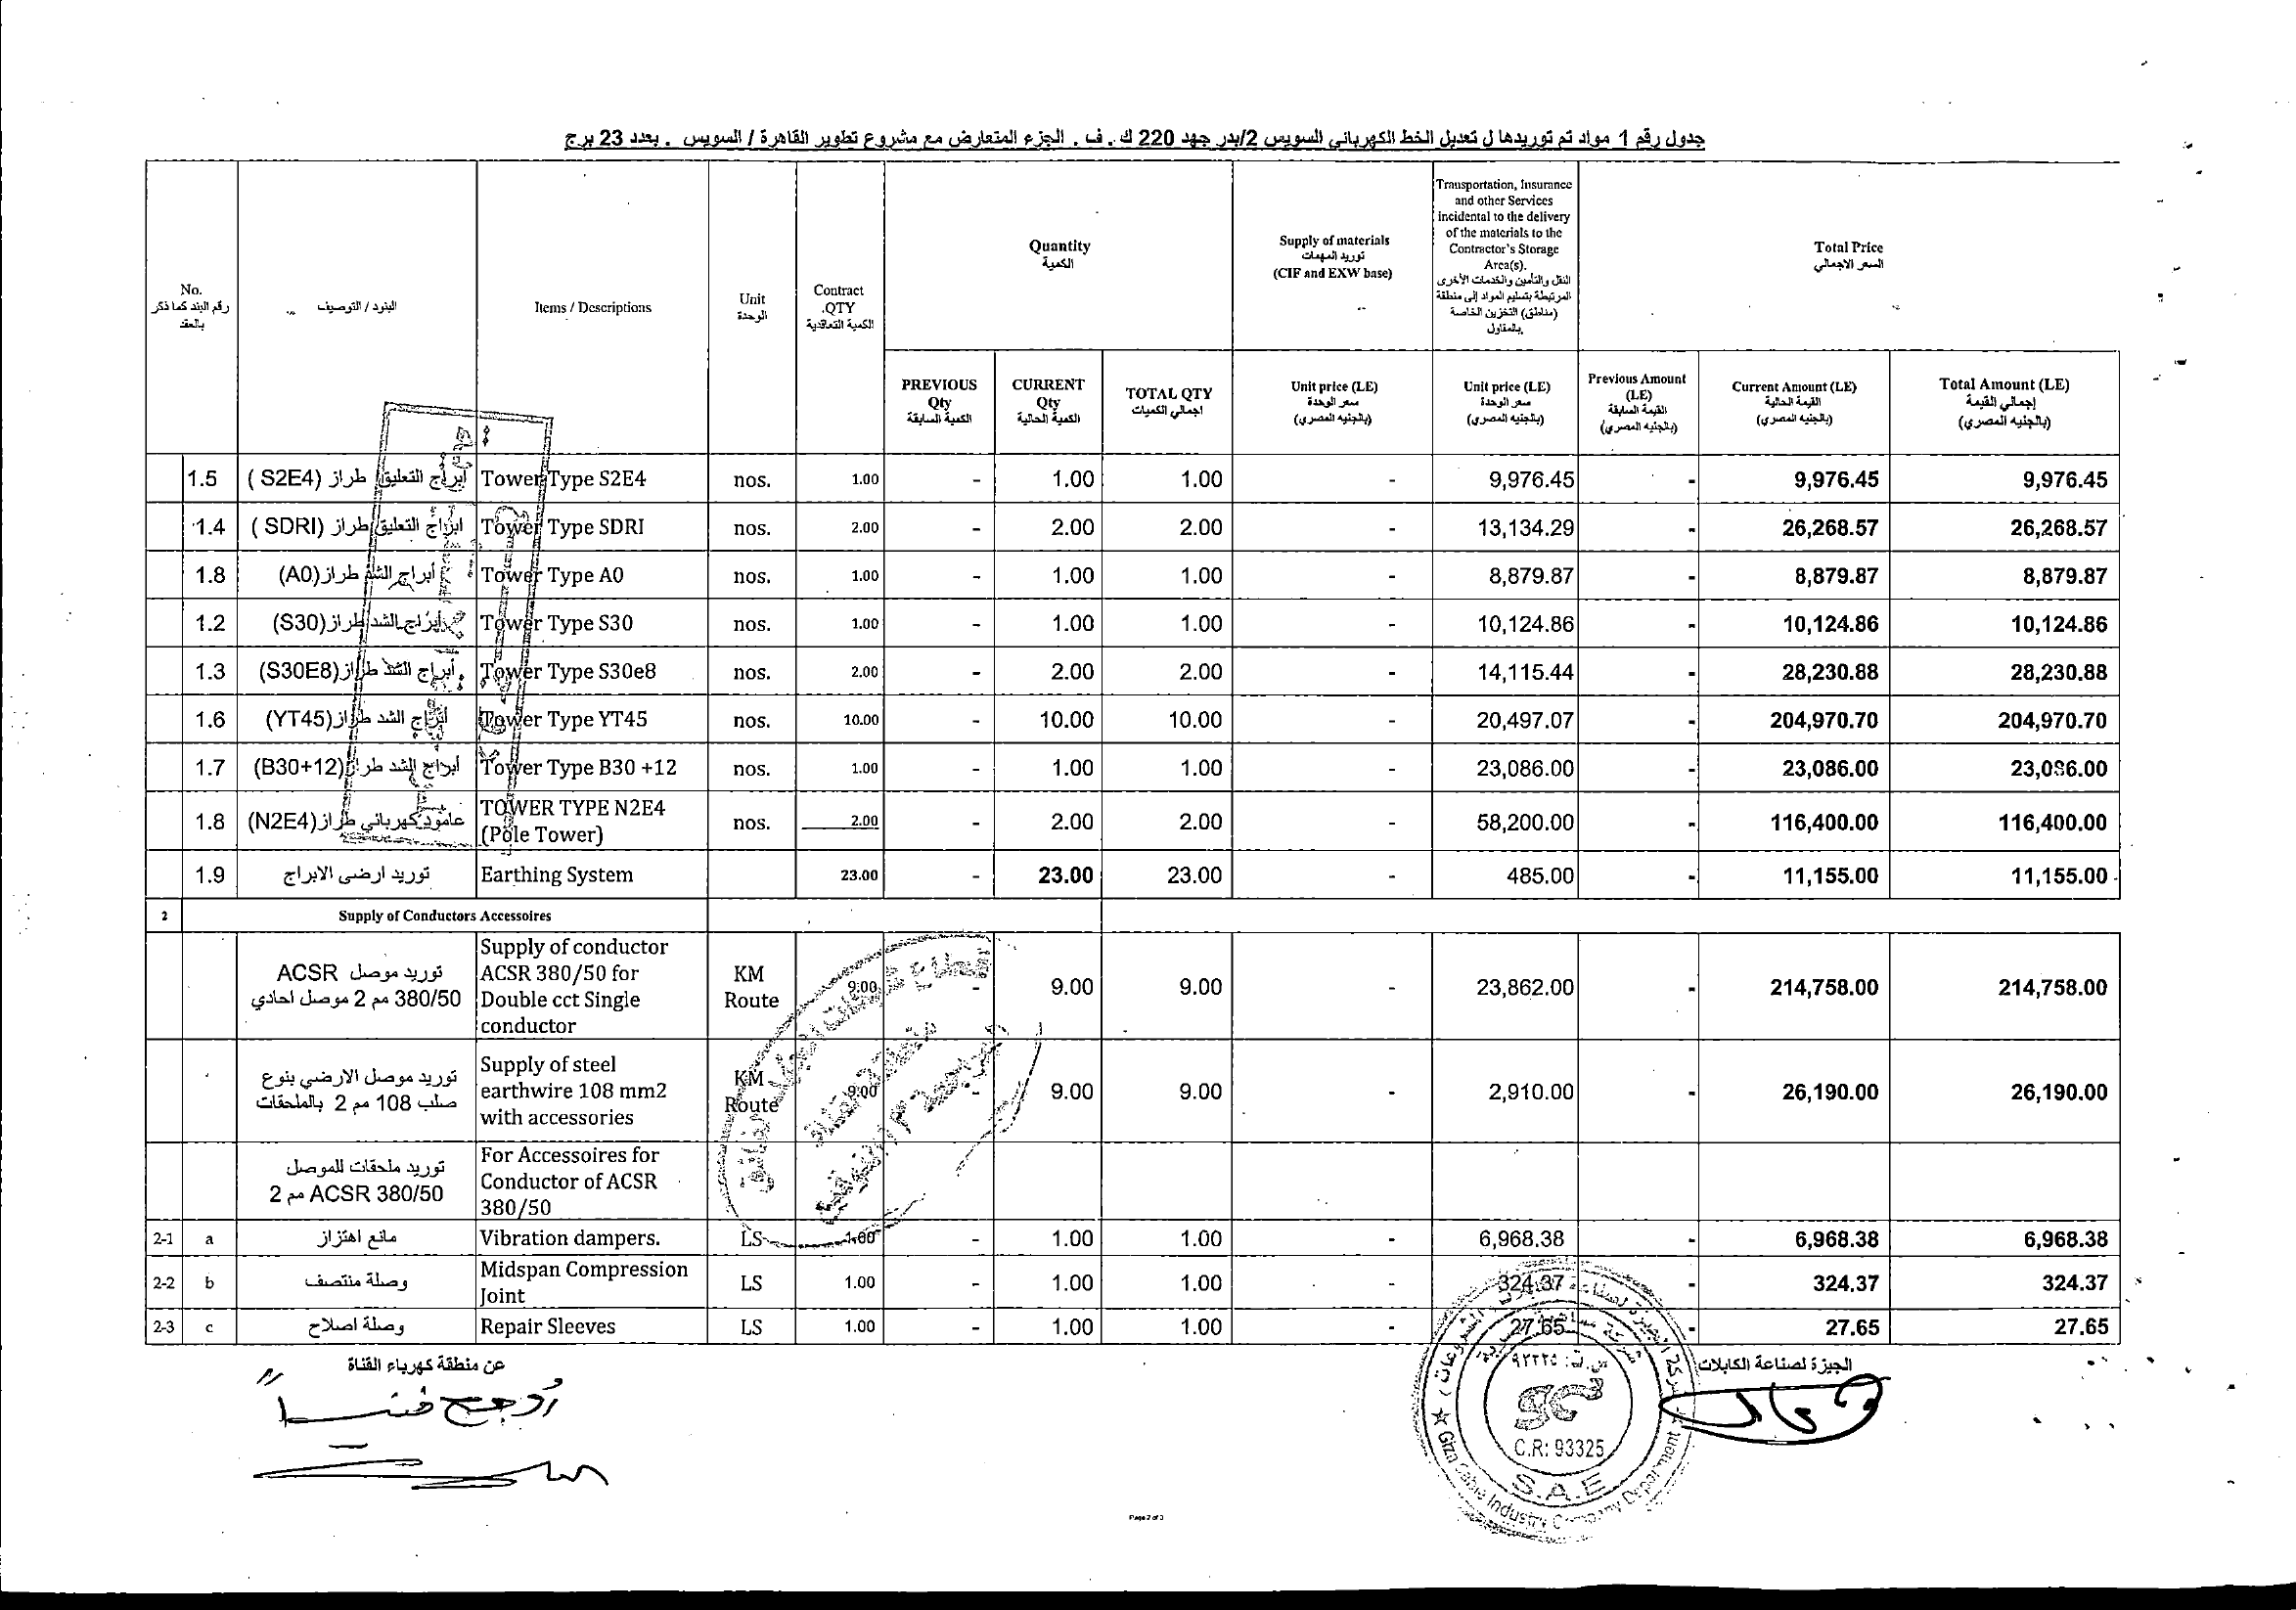 جدول رقم 1 مواد تم توريدها ل تعديل الخط الكهربائي السويس 2/بدر جهد 220 ك . ف . الجزء المتعارض مع مشروع تطوير القاهرة / السويس . بعدد 23 برج
No.
رقم البند كما ذكر
بالعقد
البنود / التوصيف
Items / Descriptions
Unit
الوحدة
Contract
.QTY
الكمية التعاقدية
Quantity
الكمية
Supply of materials
توريد المهمات
(CIF and EXW base)
Transportation, Insurance
and other Services
incidental to the delivery
of the materials to the
Contractor's Storage
Area(s).
النقل والتأمين والخدمات الأخرى
المرتبطة بتسليم المواد إلى منطقة
(مناطق) التخزين الخاصة
بالمقاول.
Total Price
السعر الاجمالي
PREVIOUS
Qty
الكمية السابقة
CURRENT
Qty
الكمية الحالية
TOTAL QTY
اجمالي الكميات
Unit price (LE)
سعر الوحدة
(بالجنيه المصري)
Unit price (LE)
سعر الوحدة
(بالجنيه المصري)
Previous Amount
(LE)
القيمة السابقة
(بالجنيه المصري)
Current Amount (LE)
القيمة الحالية
(بالجنيه المصري)
Total Amount (LE)
إجمالي القيمة
(بالجنيه المصري)
1.5 أبراج التعليق طراز (S2E4 ) Tower Type S2E4 nos. 1.00 - 1.00 1.00 - 9,976.45 - 9,976.45 9,976.45
1.4 ابراج التعليق طراز (SDRI ) Tower Type SDRI nos. 2.00 - 2.00 2.00 - 13,134.29 - 26,268.57 26,268.57
1.8 أبراج الشد طراز(A0) Tower Type A0 nos. 1.00 - 1.00 1.00 - 8,879.87 - 8,879.87 8,879.87
1.2 أبراج الشد طراز(S30) Tower Type S30 nos. 1.00 - 1.00 1.00 - 10,124.86 - 10,124.86 10,124.86
1.3 أبراج الشد طراز(S30E8) Tower Type S30e8 nos. 2.00 - 2.00 2.00 - 14,115.44 - 28,230.88 28,230.88
1.6 أبراج الشد طراز(YT45) Tower Type YT45 nos. 10.00 - 10.00 10.00 - 20,497.07 - 204,970.70 204,970.70
1.7 أبراج الشد طراز(B30+12) Tower Type B30 +12 nos. 1.00 - 1.00 1.00 - 23,086.00 - 23,086.00 23,086.00
1.8 عامود كهربائي طراز(N2E4) TOWER TYPE N2E4
(Pole Tower) nos. 2.00 - 2.00 2.00 - 58,200.00 - 116,400.00 116,400.00
1.9 توريد ارضى الابراج Earthing System 23.00 - 23.00 23.00 - 485.00 - 11,155.00 11,155.00
2 Supply of Conductors Accessoires
توريد موصل ACSR
380/50 مم 2 موصل احادي
Supply of conductor
ACSR 380/50 for
Double cct Single
conductor
KM
Route
9.00 - 9.00 9.00 - 23,862.00 - 214,758.00 214,758.00
توريد موصل الارضي بنوع
صلب 108 مم 2 بالملحقات
Supply of steel
earthwire 108 mm2
with accessories
KM
Route
9.00 - 9.00 9.00 - 2,910.00 - 26,190.00 26,190.00
توريد ملحقات للموصل
ACSR 380/50 مم 2
For Accessoires for
Conductor of ACSR
380/50
2-1 a مانع اهتزاز Vibration dampers. LS 1.00 - 1.00 1.00 - 6,968.38 - 6,968.38 6,968.38
2-2 b وصلة منتصف Midspan Compression
Joint LS 1.00 - 1.00 1.00 - 324.37 - 324.37 324.37
2-3 c وصلة اصلاح Repair Sleeves LS 1.00 - 1.00 1.00 - 27.65 - 27.65 27.65
عن منطقة كهرباء القناة
الجيزة لصناعة الكابلات
C.R: 93325
S.A.E
Giza Cable Industry Company
Page 2 of 3